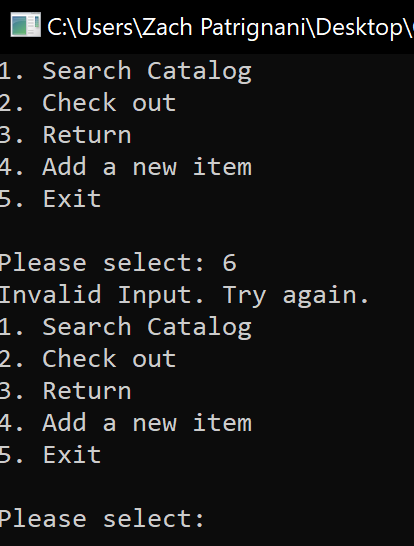 C:\Users\Zach Patrignani\Desktop\
1. Search Catalog
2. Check out
3. Return
4. Add a new item
5. Exit
Please select: 6
Invalid Input. Try again.
1. Search Catalog
2. Check out
3. Return
4. Add a new item
5. Exit
Please select: